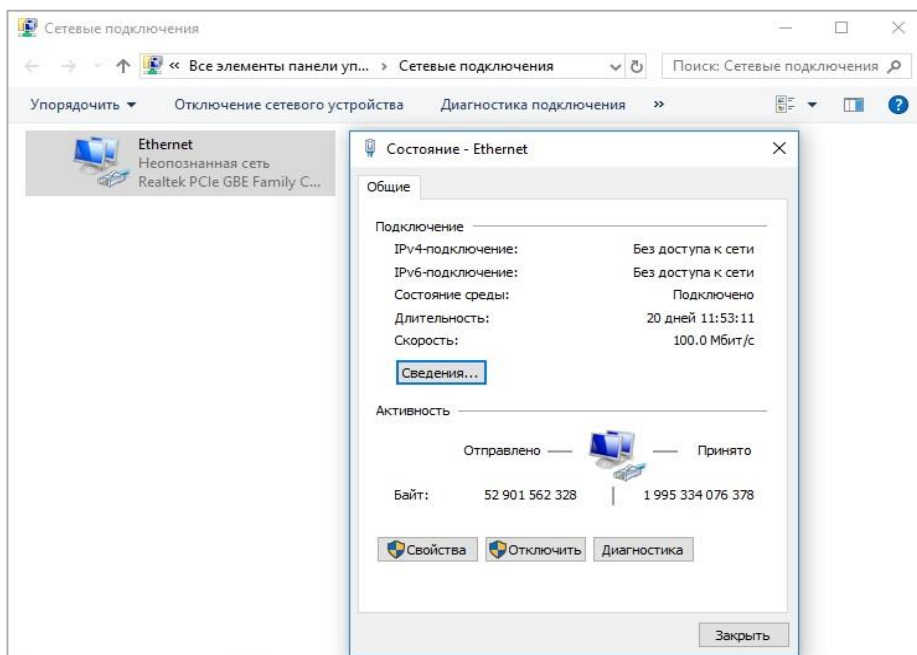 Сетевые подключения
« Все элементы панели уп... > Сетевые подключения
Поиск: Сетевые подключения
Упорядочить Отключение сетевого устройства Диагностика подключения »
Ethernet
Неопознанная сеть
Realtek PCIe GBE Family C...
Состояние - Ethernet
Общие
Подключение
IPv4-подключение: Без доступа к сети
IPv6-подключение: Без доступа к сети
Состояние среды: Подключено
Длительность: 20 дней 11:53:11
Скорость: 100.0 Мбит/с
Сведения...
Активность
Отправлено — — Принято
Байт: 52 901 562 328 | 1 995 334 076 378
Свойства Отключить Диагностика
Закрыть